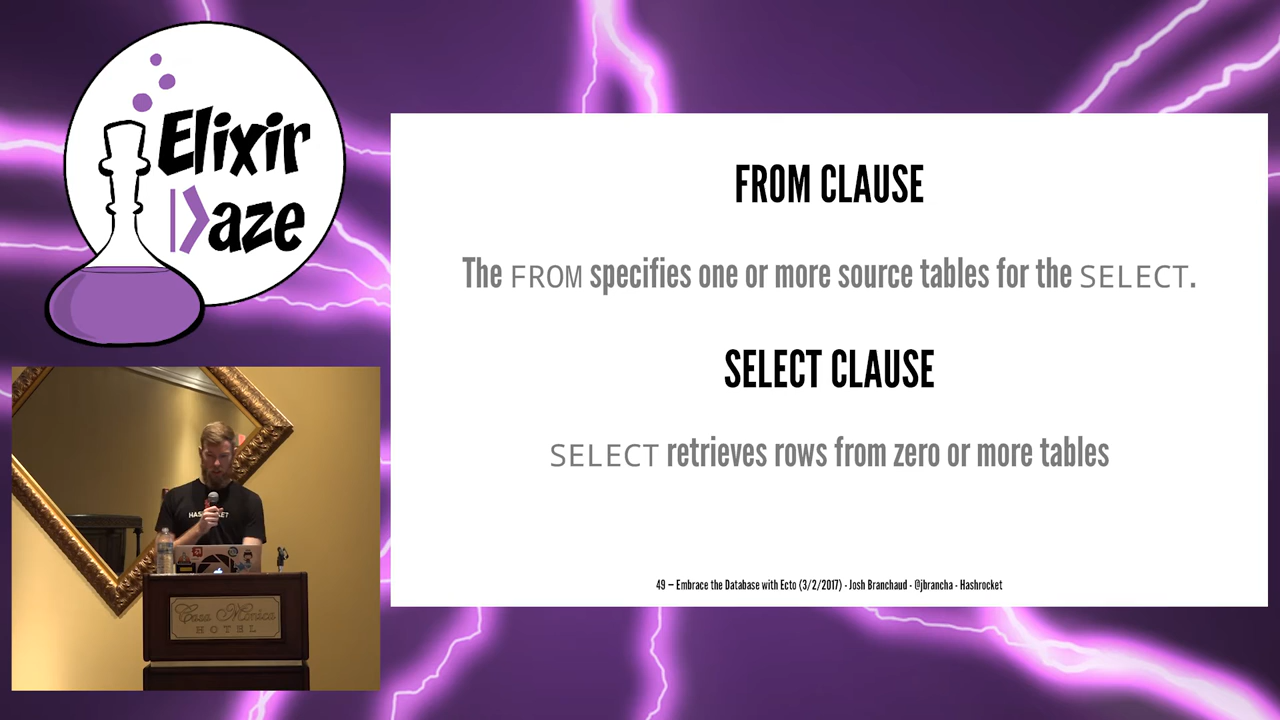 Elixir
Daze
FROM CLAUSE
The FROM specifies one or more source tables for the SELECT.
SELECT CLAUSE
SELECT retrieves rows from zero or more tables
49 – Embrace the Database with Ecto (3/2/2017) - Josh Branchaud - @jbrancha - Hashrocket
Casa Monica
HOTEL